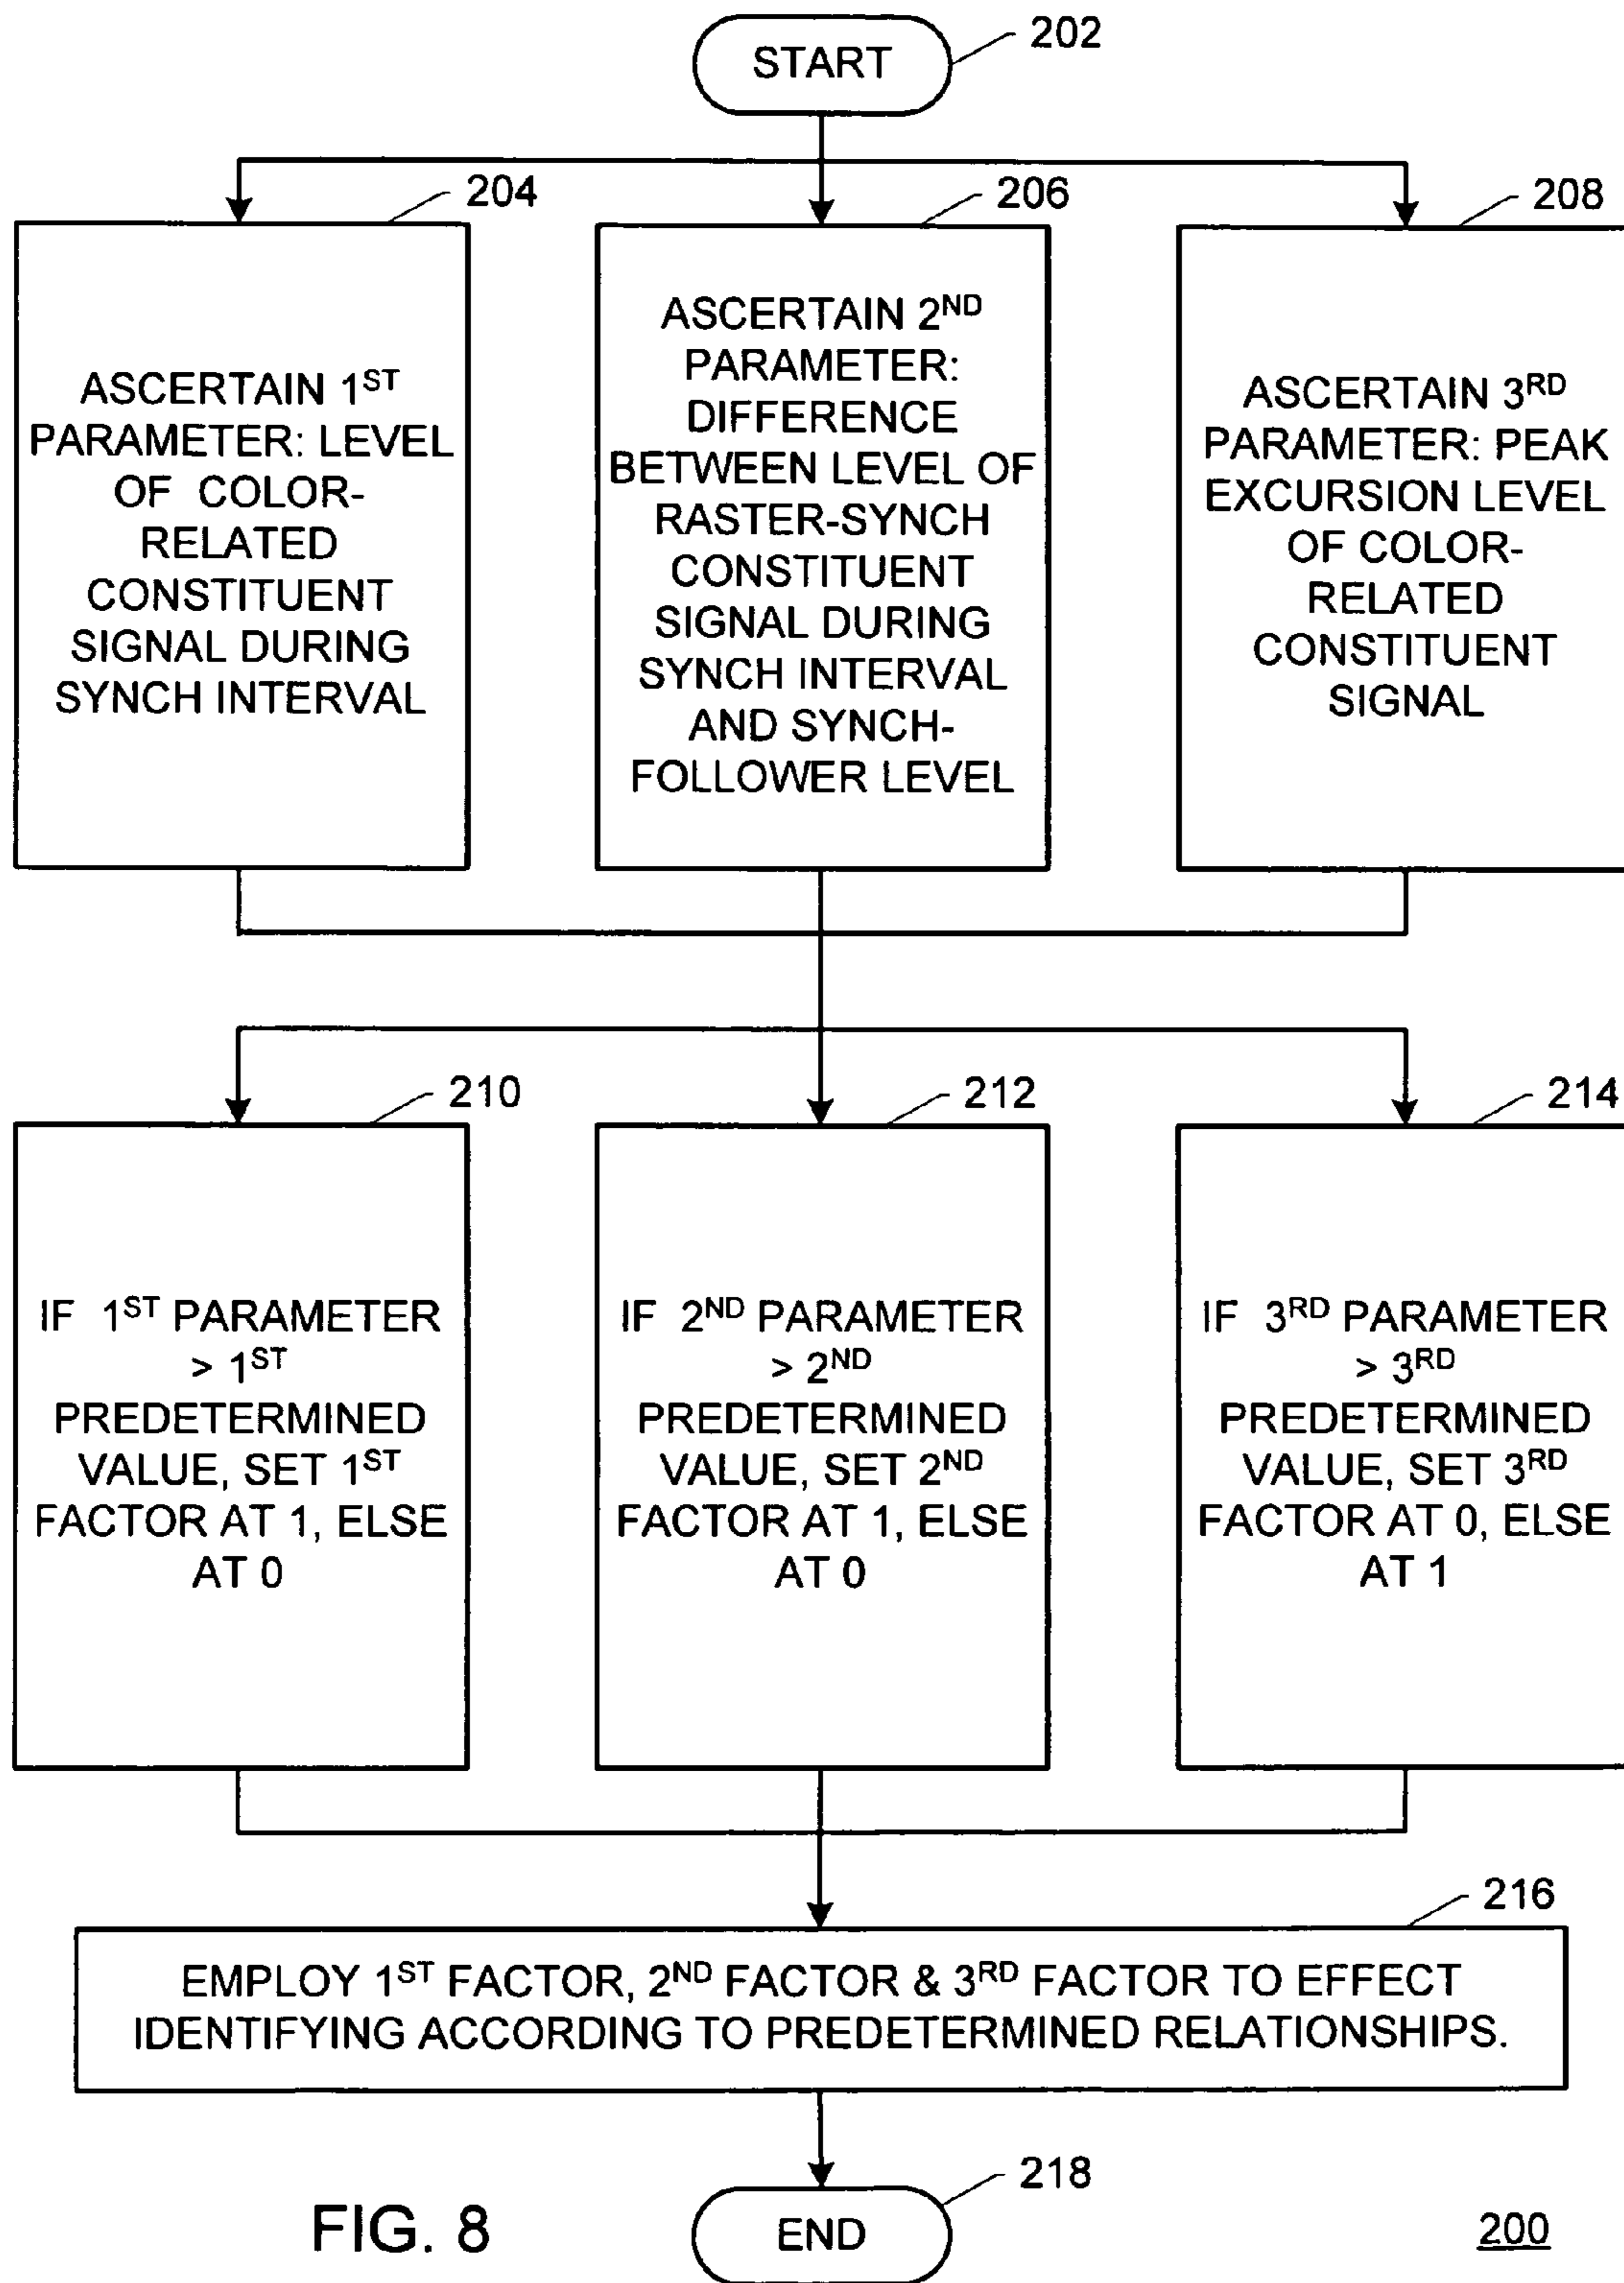 START
202
204
ASCERTAIN 1ST
PARAMETER: LEVEL
OF COLOR-
RELATED
CONSTITUENT
SIGNAL DURING
SYNCH INTERVAL
206
ASCERTAIN 2ND
PARAMETER:
DIFFERENCE
BETWEEN LEVEL OF
RASTER-SYNCH
CONSTITUENT
SIGNAL DURING
SYNCH INTERVAL
AND SYNCH-
FOLLOWER LEVEL
208
ASCERTAIN 3RD
PARAMETER: PEAK
EXCURSION LEVEL
OF COLOR-
RELATED
CONSTITUENT
SIGNAL
210
IF 1ST PARAMETER
> 1ST
PREDETERMINED
VALUE, SET 1ST
FACTOR AT 1, ELSE
AT 0
212
IF 2ND PARAMETER
> 2ND
PREDETERMINED
VALUE, SET 2ND
FACTOR AT 1, ELSE
AT 0
214
IF 3RD PARAMETER
> 3RD
PREDETERMINED
VALUE, SET 3RD
FACTOR AT 0, ELSE
AT 1
216
EMPLOY 1ST FACTOR, 2ND FACTOR & 3RD FACTOR TO EFFECT
IDENTIFYING ACCORDING TO PREDETERMINED RELATIONSHIPS.
218
END
FIG. 8
200